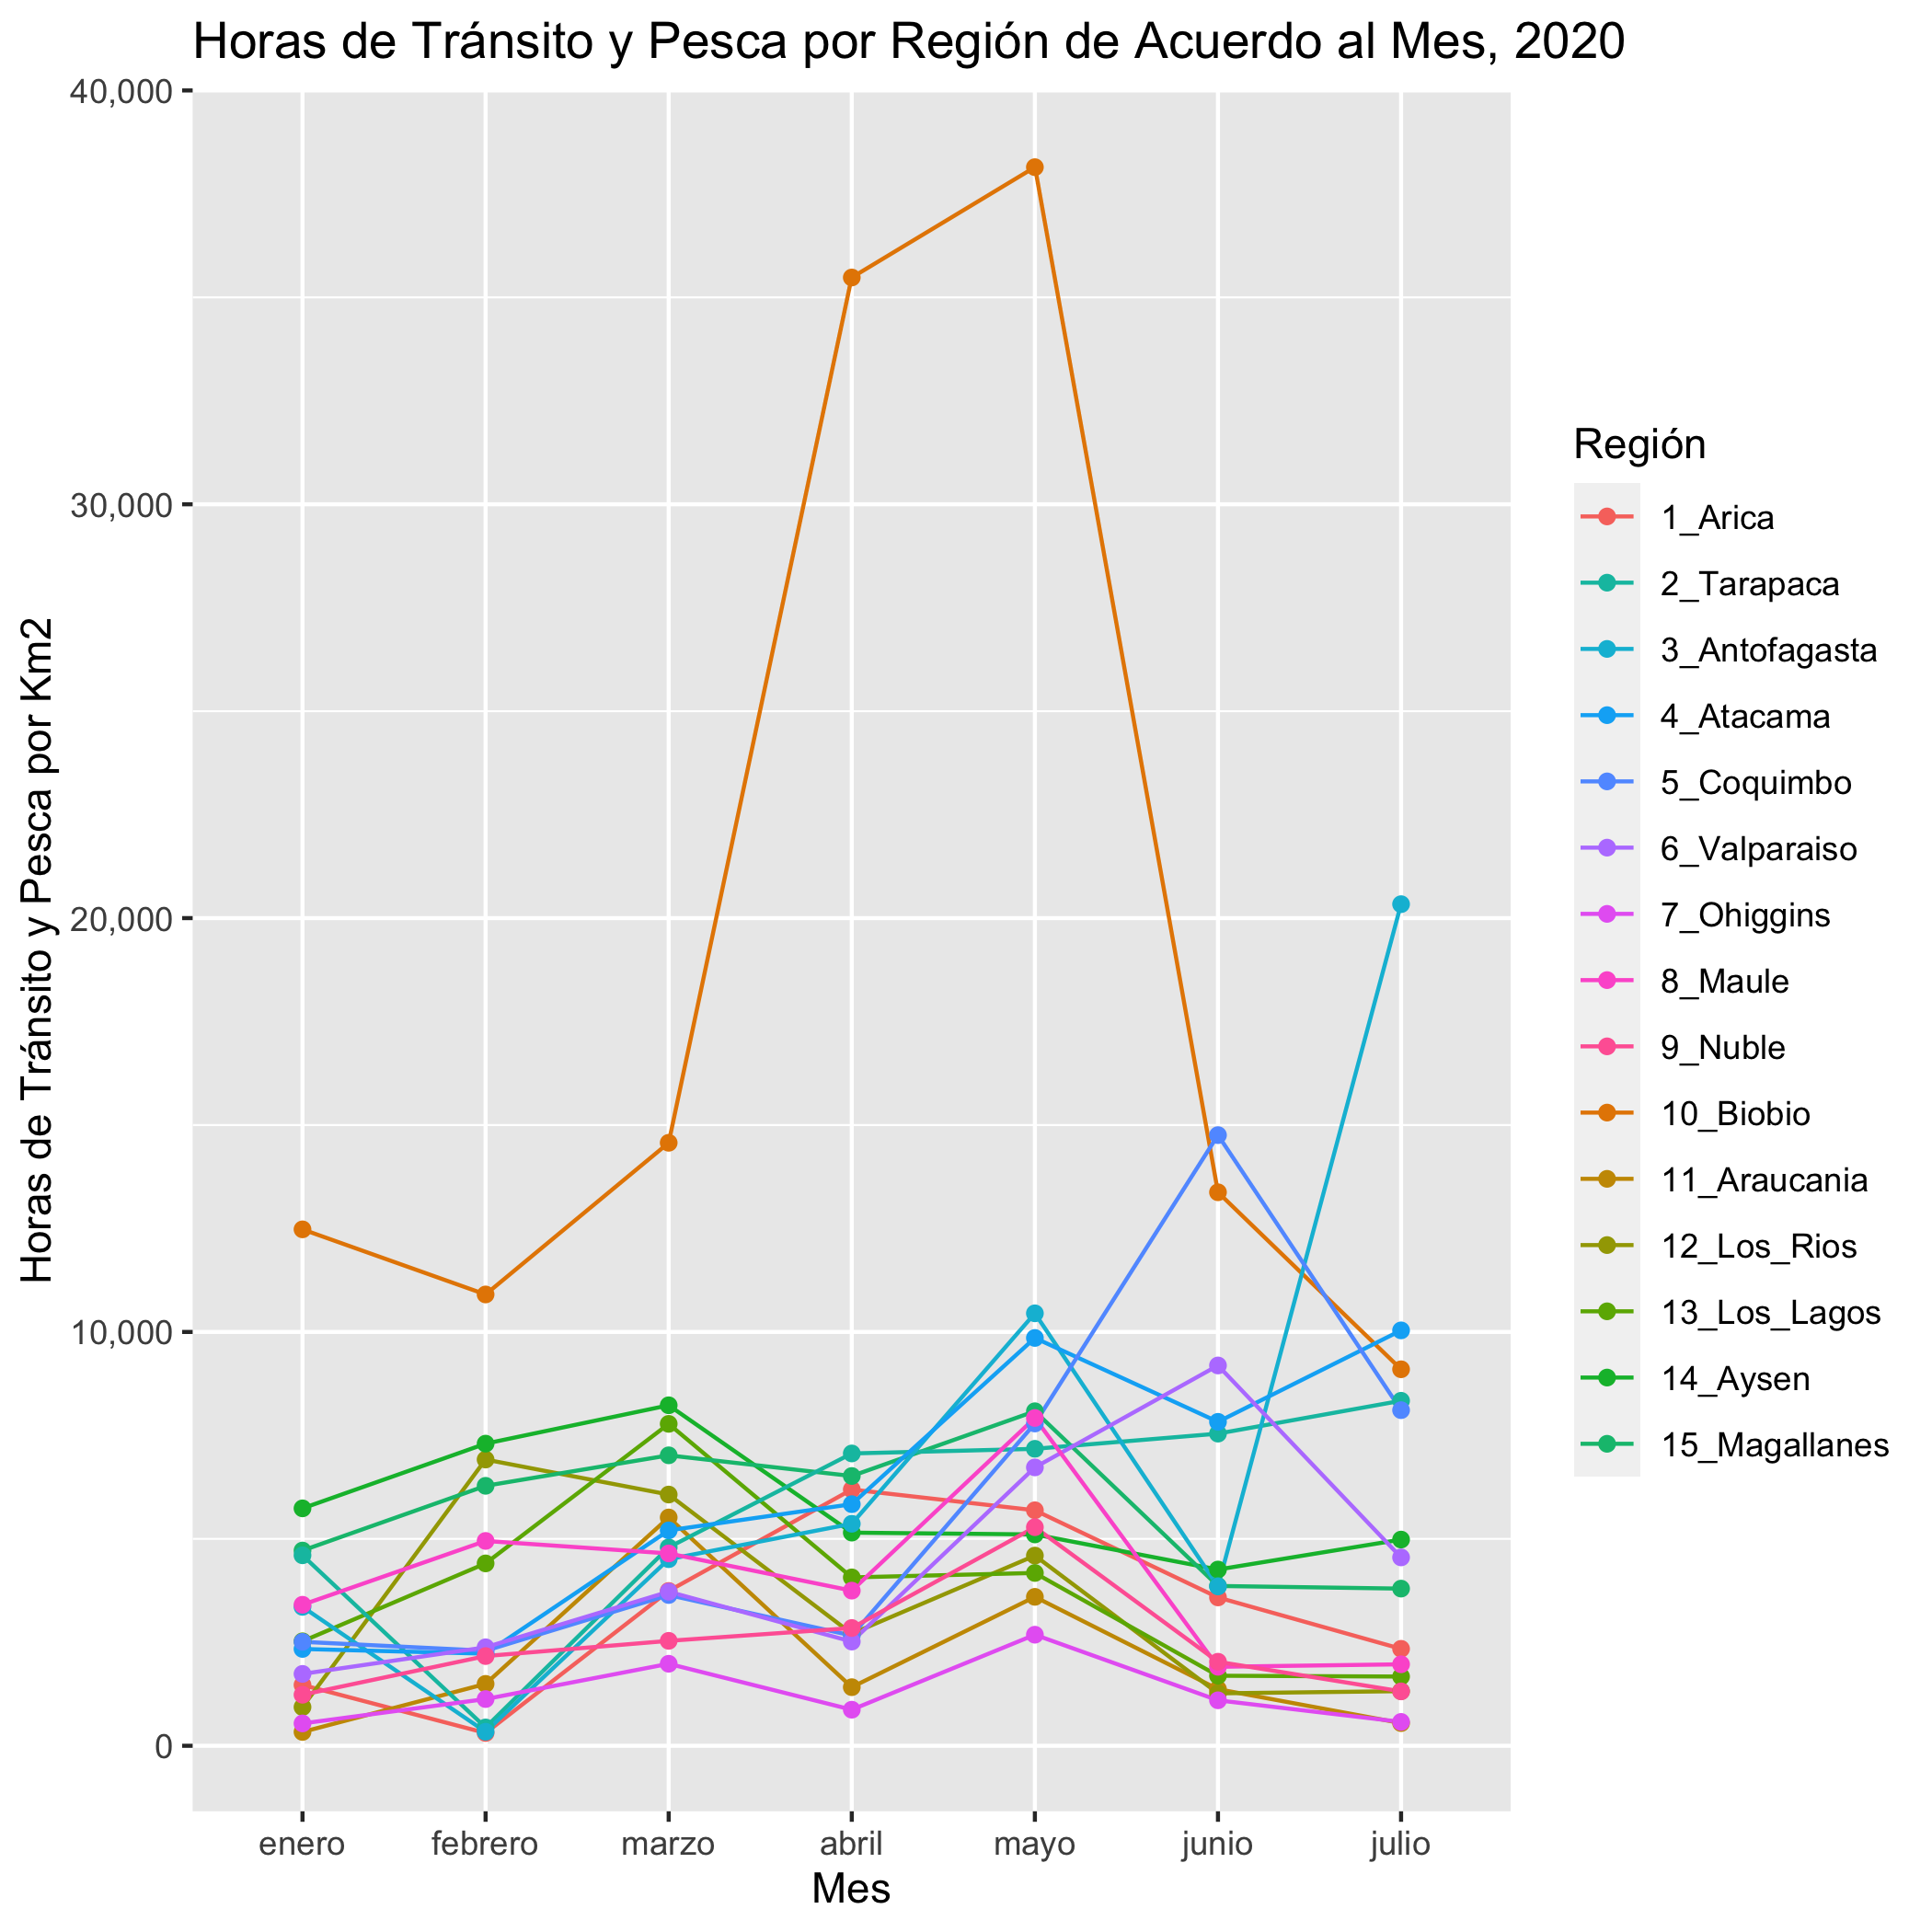 Horas de Tránsito y Pesca por Región de Acuerdo al Mes, 2020
Horas de Tránsito y Pesca por Km2
40,000
30,000
20,000
10,000
0
enero febrero marzo abril mayo junio julio
Mes
Región
1_Arica
2_Tarapaca
3_Antofagasta
4_Atacama
5_Coquimbo
6_Valparaiso
7_Ohiggins
8_Maule
9_Nuble
10_Biobio
11_Araucania
12_Los_Rios
13_Los_Lagos
14_Aysen
15_Magallanes